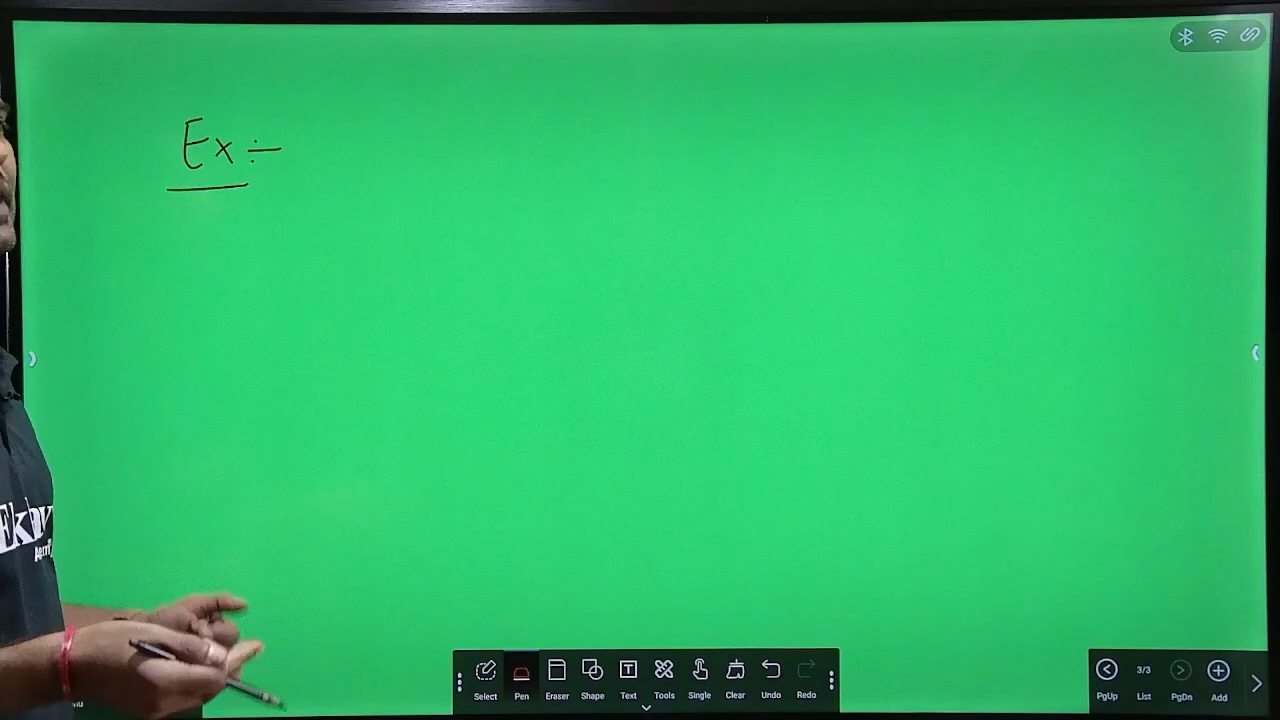 Ex ÷
Select Pen Eraser Shape Text Tools Single Clear Undo Redo
3/3
PgUp List PgDn Add